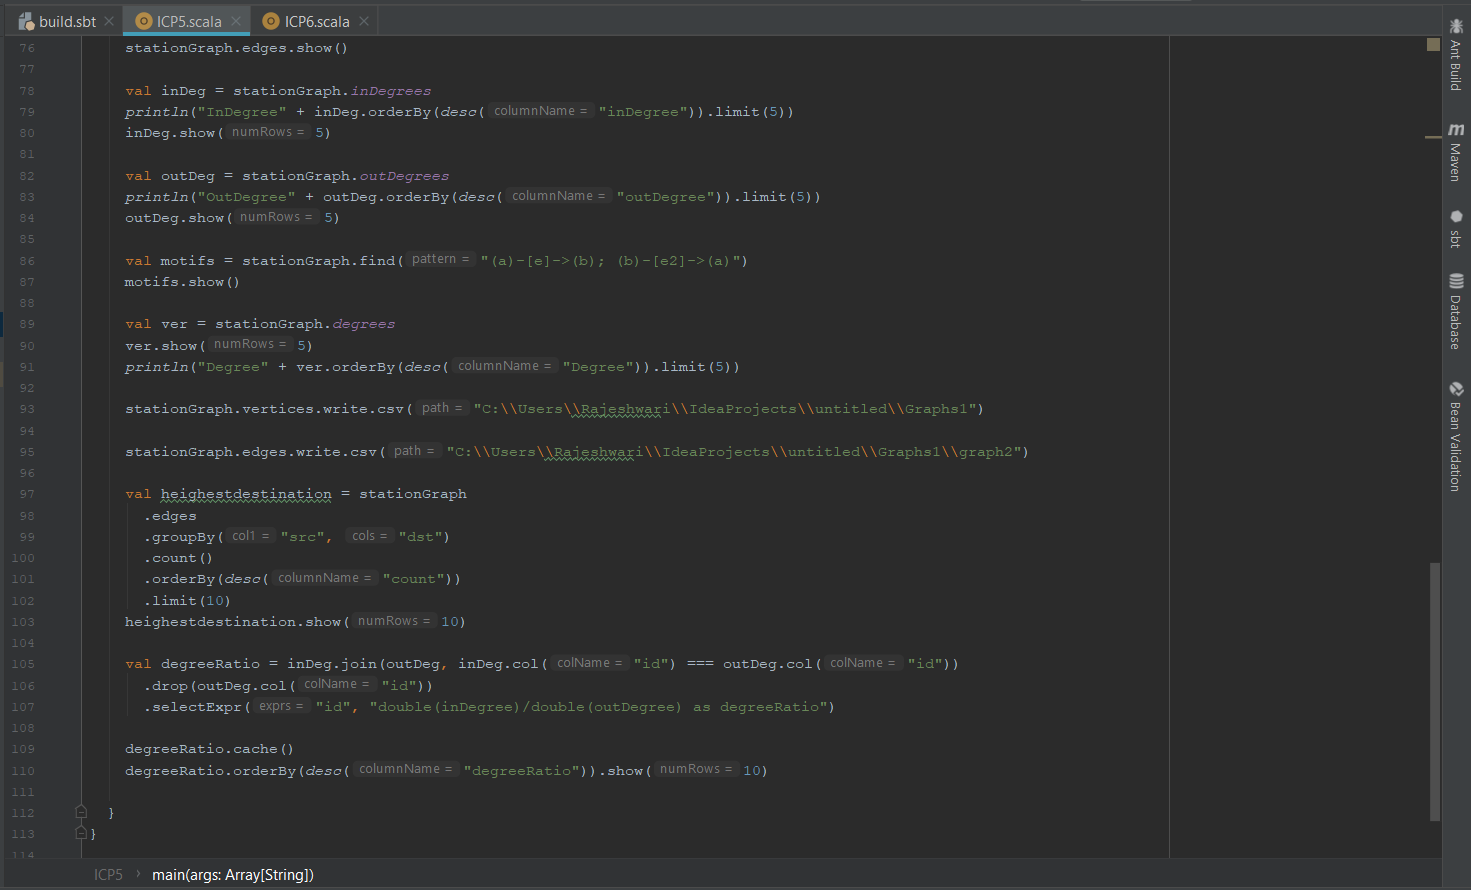 build.sbt ICP5.scala ICP6.scala
76 stationGraph.edges.show()
77
78 val inDeg = stationGraph.inDegrees
79 println("InDegree" + inDeg.orderBy(desc( columnName = "inDegree")).limit(5))
80 inDeg.show( numRows = 5)
81
82 val outDeg = stationGraph.outDegrees
83 println("OutDegree" + outDeg.orderBy(desc( columnName = "outDegree")).limit(5))
84 outDeg.show( numRows = 5)
85
86 val motifs = stationGraph.find( pattern = "(a)-[e]->(b); (b)-[e2]->(a)")
87 motifs.show()
88
89 val ver = stationGraph.degrees
90 ver.show( numRows = 5)
91 println("Degree" + ver.orderBy(desc( columnName = "Degree")).limit(5))
92
93 stationGraph.vertices.write.csv( path = "C:\\Users\\Rajeshwari\\IdeaProjects\\untitled\\Graphs1")
94
95 stationGraph.edges.write.csv( path = "C:\\Users\\Rajeshwari\\IdeaProjects\\untitled\\Graphs1\\graph2")
96
97 val heighestdestination = stationGraph
98 .edges
99 .groupBy( col1 = "src", cols = "dst")
100 .count()
101 .orderBy(desc( columnName = "count"))
102 .limit(10)
103 heighestdestination.show( numRows = 10)
104
105 val degreeRatio = inDeg.join(outDeg, inDeg.col( colName = "id") === outDeg.col( colName = "id"))
106 .drop(outDeg.col( colName = "id"))
107 .selectExpr( exprs = "id", "double(inDegree)/double(outDegree) as degreeRatio")
108
109 degreeRatio.cache()
110 degreeRatio.orderBy(desc( columnName = "degreeRatio")).show( numRows = 10)
111
112 }
113 }
114
ICP5 › main(args: Array[String])
Ant Build
m Maven
sbt
Database
Bean Validation